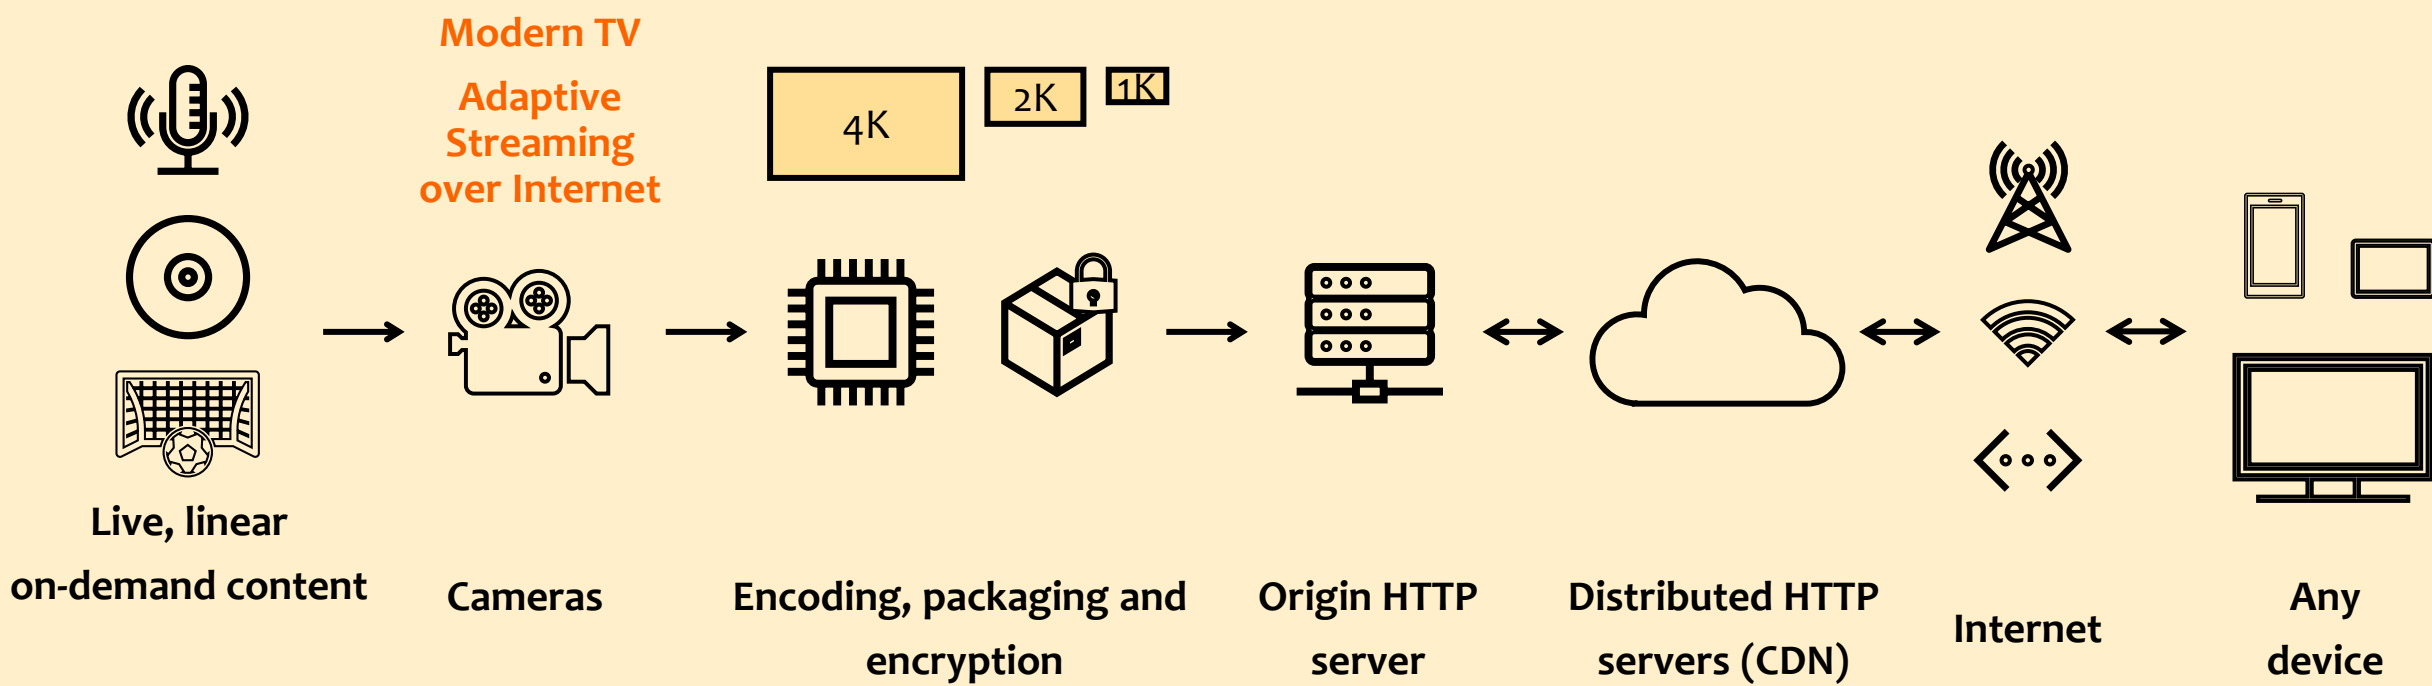 Modern TV
Adaptive
Streaming
over Internet
4K
2K
1K
Live, linear
on-demand content
Cameras
Encoding, packaging and
encryption
Origin HTTP
server
Distributed HTTP
servers (CDN)
Internet
Any
device